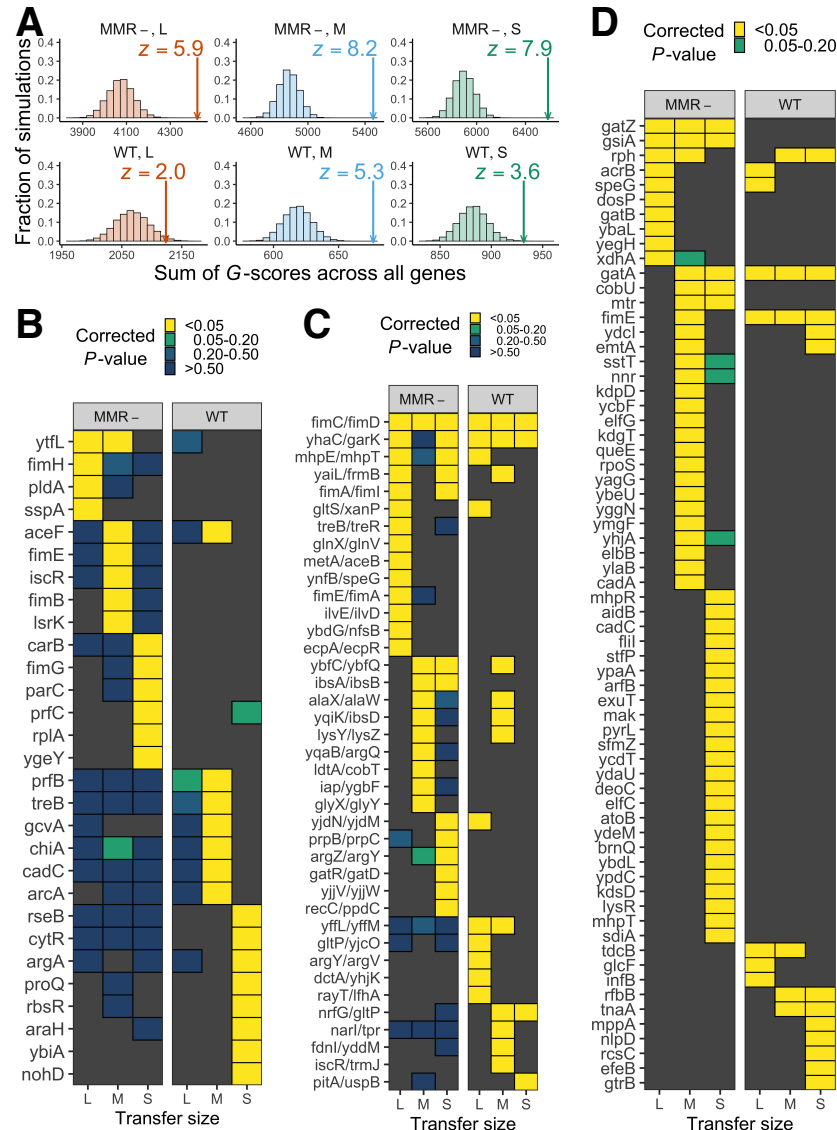 A
Fraction of simulations
MMR−, L
MMR−, M
MMR−, S
z = 5.9
z = 8.2
z = 7.9
0.4
0.3
0.2
0.1
0.0
3900 4100 4300
4600 5000 5400
5600 6000 6400
WT, L
WT, M
WT, S
z = 2.0
z = 5.3
z = 3.6
0.4
0.3
0.2
0.1
0.0
1950 2050 2150
600 650
850 900 950
Sum of G-scores across all genes
B
Corrected
P-value
<0.05
0.05-0.20
0.20-0.50
>0.50
MMR− WT
ytfL
fimH
pldA
sspA
aceF
fimE
iscR
fimB
lsrK
carB
fimG
parC
prfC
rplA
ygeY
prfB
treB
gcvA
chiA
cadC
arcA
rseB
cytR
argA
proQ
rbsR
araH
ybiA
nohD
L M S L M S
Transfer size
C
Corrected
P-value
<0.05
0.05-0.20
0.20-0.50
>0.50
MMR− WT
fimC/fimD
yhaC/garK
mhpE/mhpT
yaiL/frmB
fimA/fimI
gltS/xanP
treB/treR
glnX/glnV
metA/aceB
ynfB/speG
fimE/fimA
ilvE/ilvD
ybdG/nfsB
ecpA/ecpR
ybfC/ybfQ
ibsA/ibsB
alaX/alaW
yqiK/ibsD
lysY/lysZ
yqaB/argQ
ldtA/cobT
iap/ygbF
glyX/glyY
yjdN/yjdM
prpB/prpC
argZ/argY
gatR/gatD
yjjV/yjjW
recC/ppdC
yffL/yffM
gltP/yjcO
argY/argV
dctA/yhjK
rayT/lfhA
nrfG/gltP
narI/tpr
fdnI/yddM
iscR/trmJ
pitA/uspB
L M S L M S
Transfer size
D
Corrected
P-value
<0.05
0.05-0.20
MMR− WT
gatZ
gsiA
rph
acrB
speG
dosP
gatB
ybaL
yegH
xdhA
gatA
cobU
mtr
fimE
ydcI
emtA
sstT
nnr
kdpD
ycbF
elfG
kdgT
queE
rpoS
yagG
ybeU
yggN
ymgF
yhjA
elbB
ylaB
cadA
mhpR
aidB
cadC
fliI
stfP
ypaA
arfB
exuT
mak
pyrL
sfmZ
ycdT
ydaU
deoC
elfC
atoB
ydeM
brnQ
ybdL
ypdC
kdsD
lysR
mhpT
sdiA
tdcB
glcF
infB
rfbB
tnaA
mppA
nlpD
rcsC
efeB
gtrB
L M S L M S
Transfer size